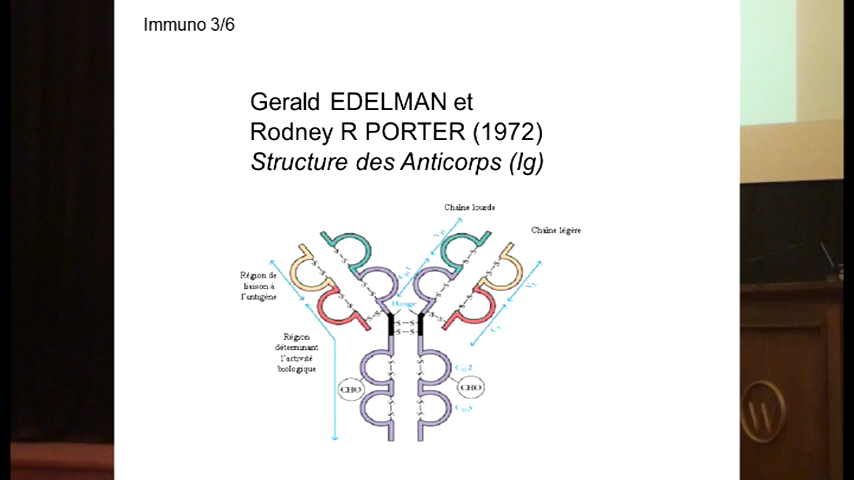 Immuno 3/6
Gerald EDELMAN et
Rodney R PORTER (1972)
Structure des Anticorps (Ig)
Chaîne lourde
Chaîne légère
Région de
liaison à
l'antigène
Hinge
Région
déterminant
l'activité
biologique
CHO
CHO
W